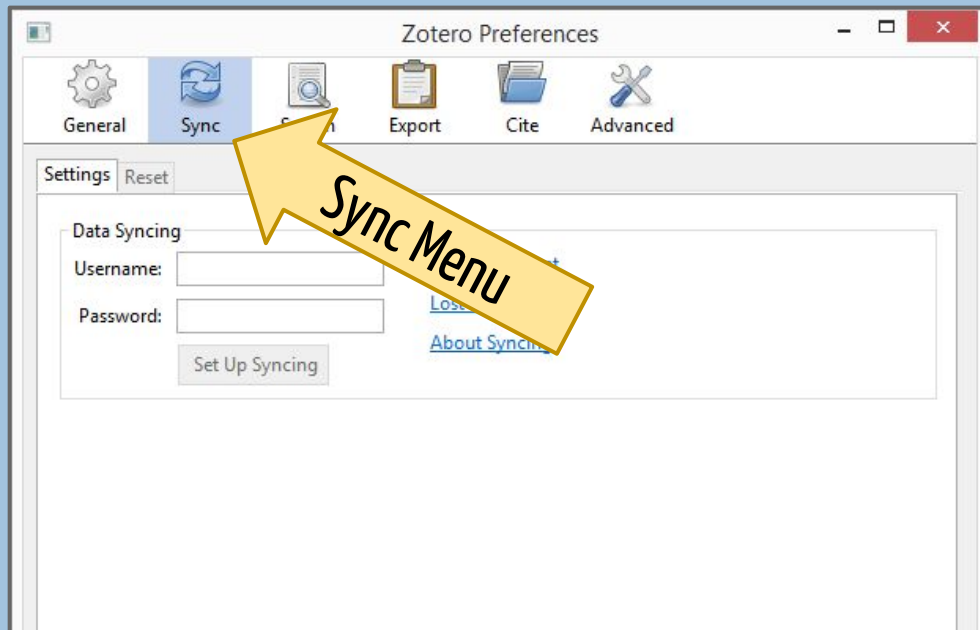 Zotero Preferences
General Sync Export Cite Advanced
Settings Reset
Sync Menu
Data Syncing
Username:
Password:
About Syncing
Set Up Syncing